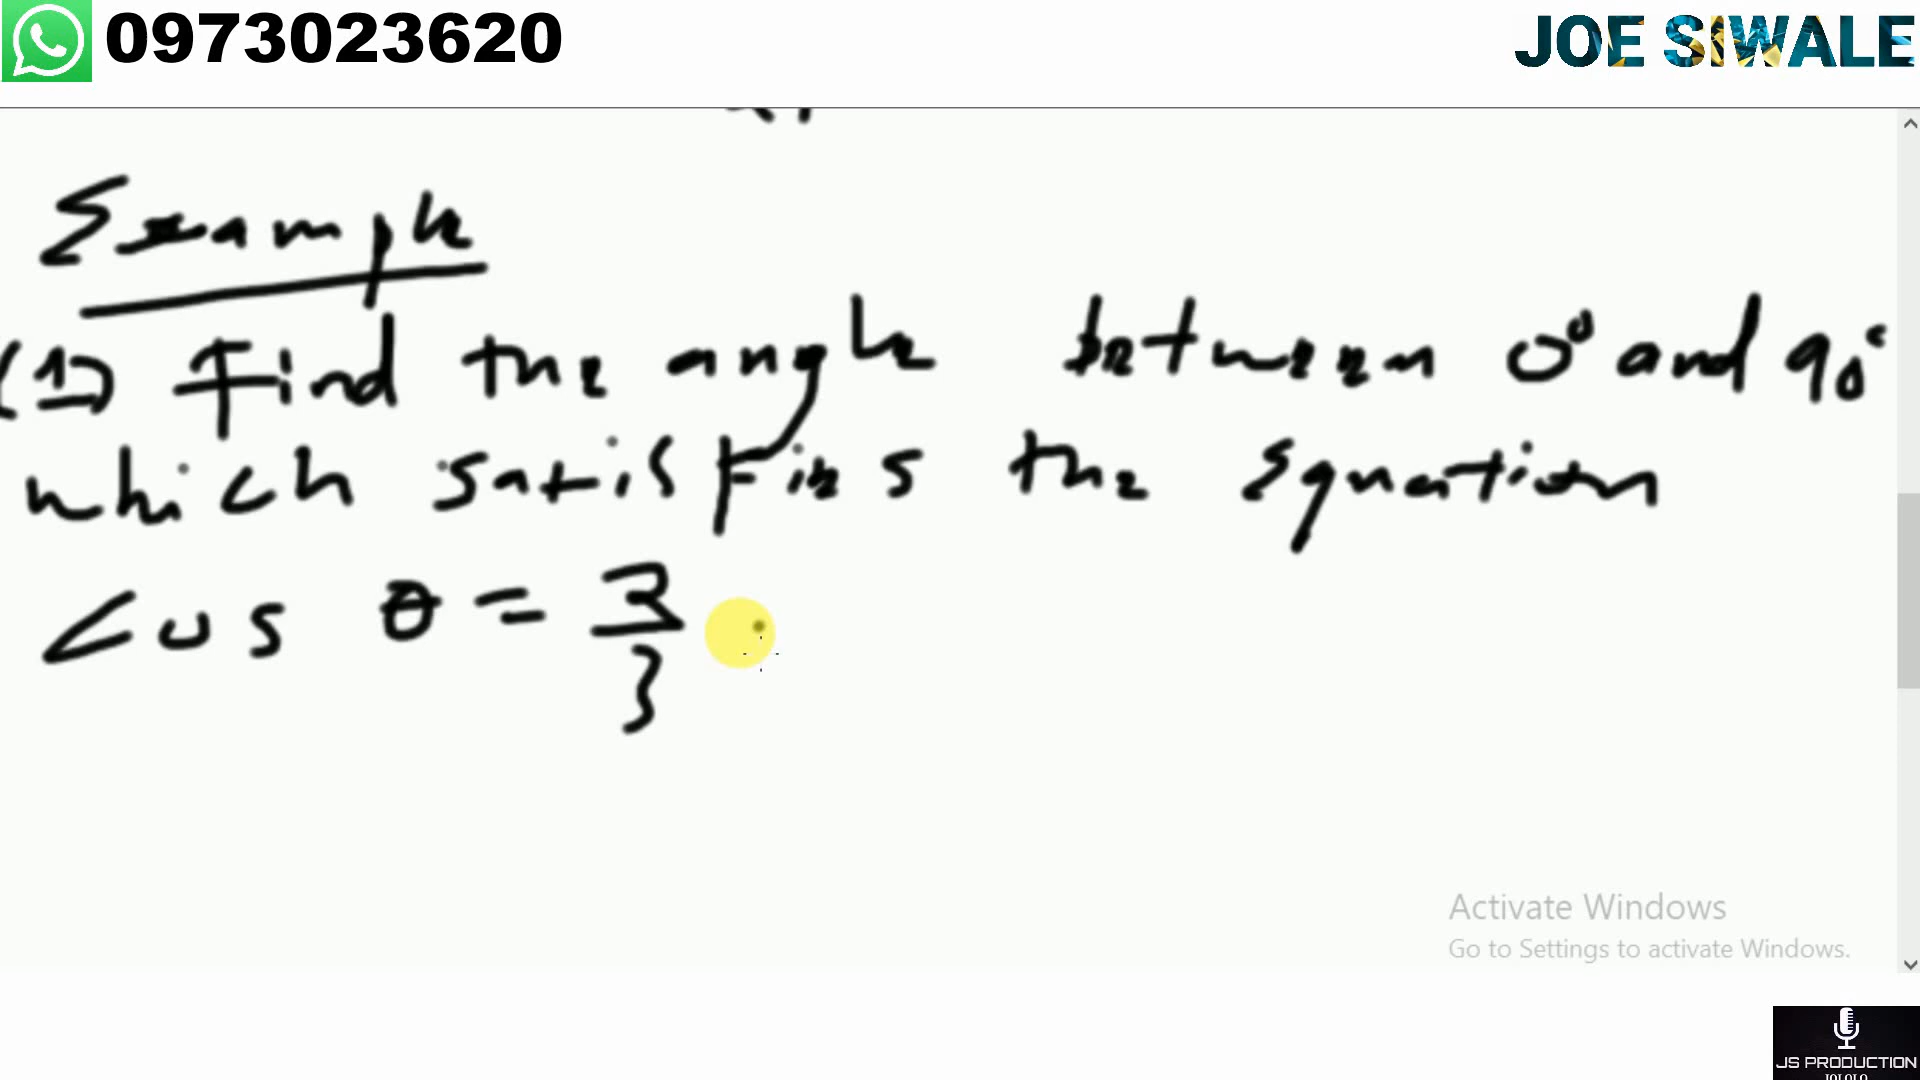 0973023620
JOE SIWALE
Example
(1) Find the angle between 0° and 90°
which satisfies the equation
Cos θ = 3/3
Activate Windows
Go to Settings to activate Windows.
JS PRODUCTION